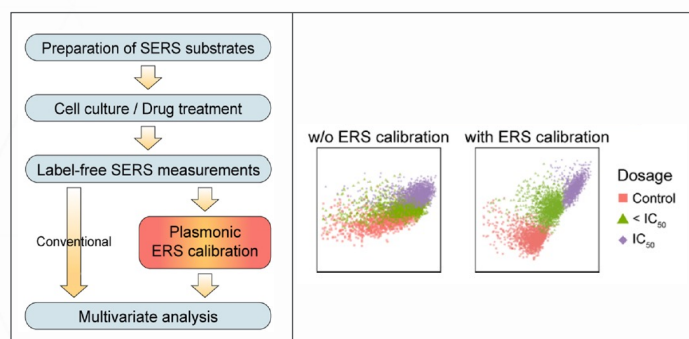 Preparation of SERS substrates
Cell culture / Drug treatment
Label-free SERS measurements
Conventional
Plasmonic
ERS calibration
Multivariate analysis
w/o ERS calibration
with ERS calibration
Dosage
Control
< IC50
IC50